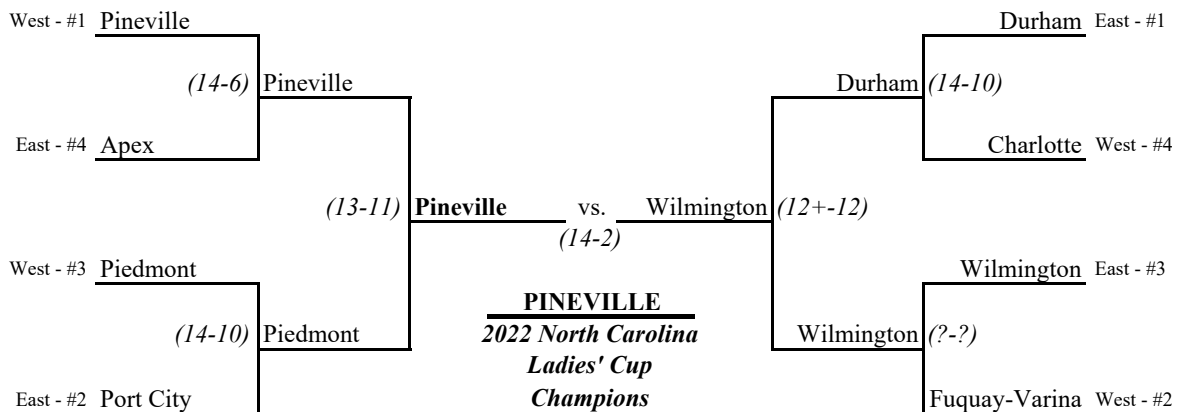 West - #1 Pineville Durham East - #1
(14-6) Pineville Durham (14-10)
East - #4 Apex Charlotte West - #4
(13-11) Pineville vs. Wilmington (12+-12)
(14-2)
West - #3 Piedmont Wilmington East - #3
PINEVILLE
(14-10) Piedmont 2022 North Carolina Wilmington (?-?)
Ladies' Cup
East - #2 Port City Champions Fuquay-Varina West - #2